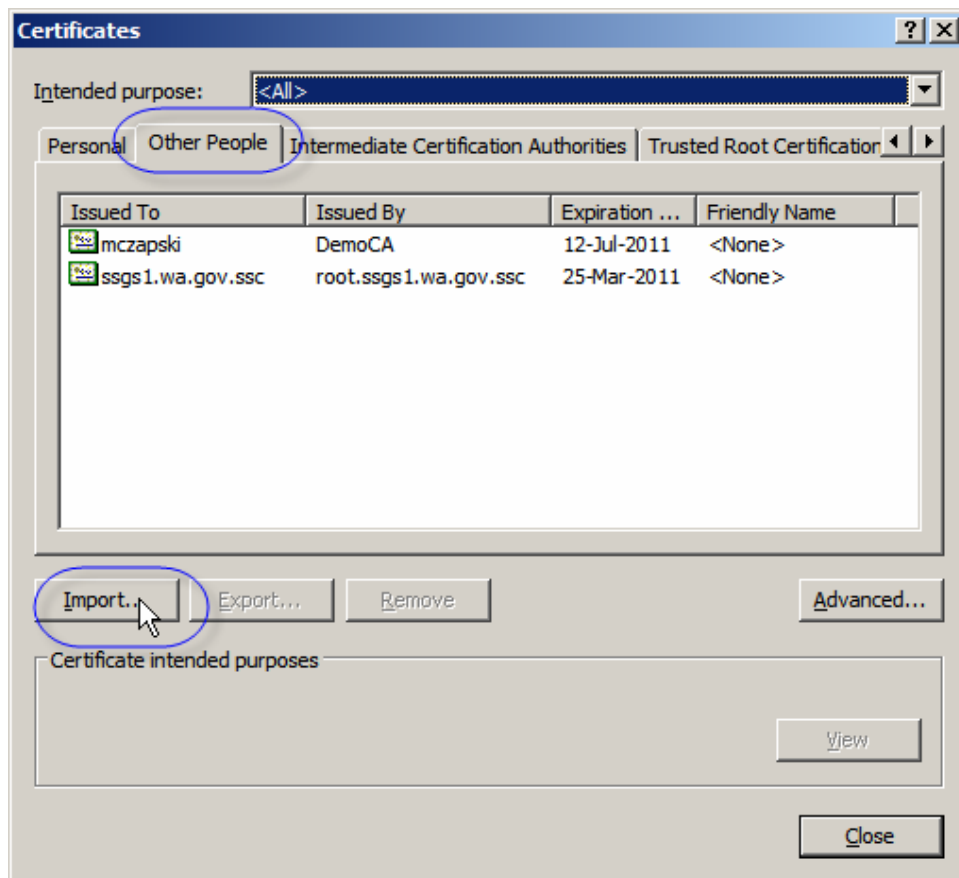 Certificates
Intended purpose: <All>
Personal Other People Intermediate Certification Authorities Trusted Root Certification
Issued To Issued By Expiration ... Friendly Name
mczapski DemoCA 12-Jul-2011 <None>
ssgs1.wa.gov.ssc root.ssgs1.wa.gov.ssc 25-Mar-2011 <None>
Import... Export... Remove Advanced...
Certificate intended purposes
View
Close